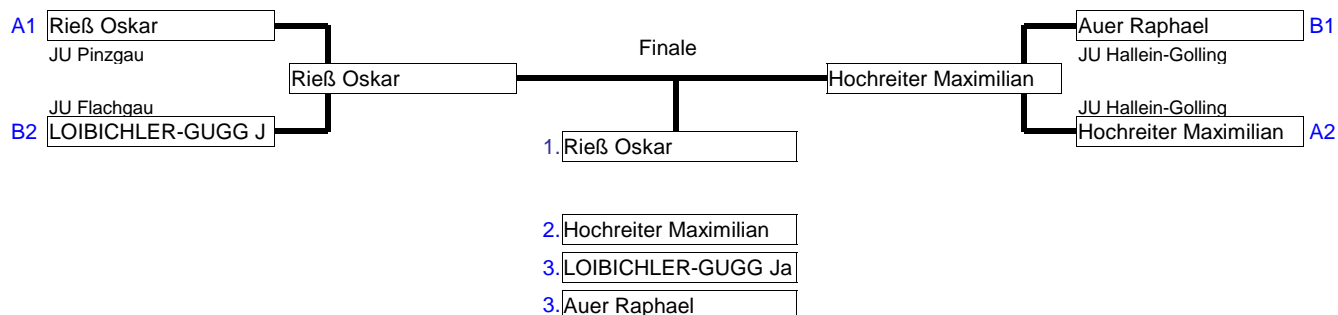 A1 Rieß Oskar
JU Pinzgau
Rieß Oskar
JU Flachgau
B2 LOIBICHLER-GUGG J
Finale
Auer Raphael B1
JU Hallein-Golling
Hochreiter Maximilian
JU Hallein-Golling
Hochreiter Maximilian A2
1. Rieß Oskar
2. Hochreiter Maximilian
3. LOIBICHLER-GUGG Ja
3. Auer Raphael